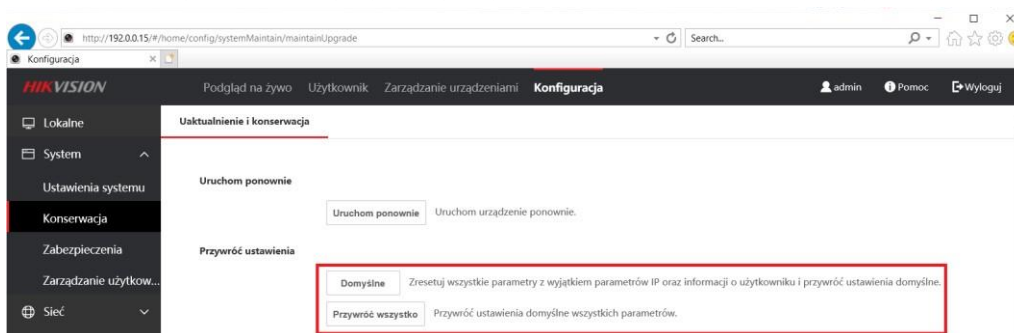 http://192.0.0.15/#/home/config/systemMaintain/maintainUpgrade
Search...
Konfiguracja
HIKVISION
Podgląd na żywo Użytkownik Zarządzanie urządzeniami Konfiguracja
admin Pomoc Wyloguj
Lokalne
Uaktualnienie i konserwacja
System
Ustawienia systemu
Uruchom ponownie
Konserwacja
Uruchom ponownie Uruchom urządzenie ponownie.
Zabezpieczenia
Przywróć ustawienia
Zarządzanie użytkow...
Domyślne Zresetuj wszystkie parametry z wyjątkiem parametrów IP oraz informacji o użytkowniku i przywróć ustawienia domyślne.
Sieć
Przywróć wszystko Przywróć ustawienia domyślne wszystkich parametrów.